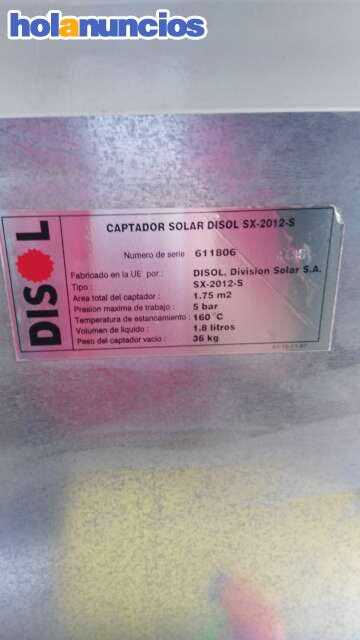 holanuncios
DISOL
CAPTADOR SOLAR DISOL SX-2012-S
Numero de serie 611806
Fabricado en la UE por : DISOL, Division Solar S.A.
Tipo : SX-2012-S
Area total del captador : 1.75 m2
Presion maxima de trabajo : 5 bar
Temperatura de estancamiento : 160°C
Volumen de liquido : 1.8 litros
Peso del captador vacio : 36 kg